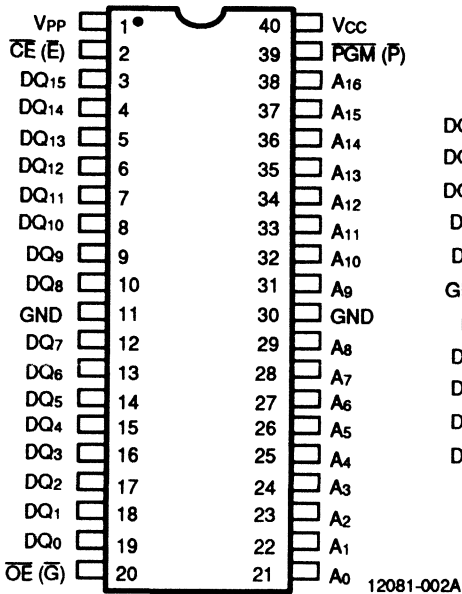 VPP 1 40 VCC
CE (E) 2 39 PGM (P)
DQ15 3 38 A16
DQ14 4 37 A15
DQ13 5 36 A14
DQ12 6 35 A13
DQ11 7 34 A12
DQ10 8 33 A11
DQ9 9 32 A10
DQ8 10 31 A9
GND 11 30 GND
DQ7 12 29 A8
DQ6 13 28 A7
DQ5 14 27 A6
DQ4 15 26 A5
DQ3 16 25 A4
DQ2 17 24 A3
DQ1 18 23 A2
DQ0 19 22 A1
OE (G) 20 21 A0
12081-002A